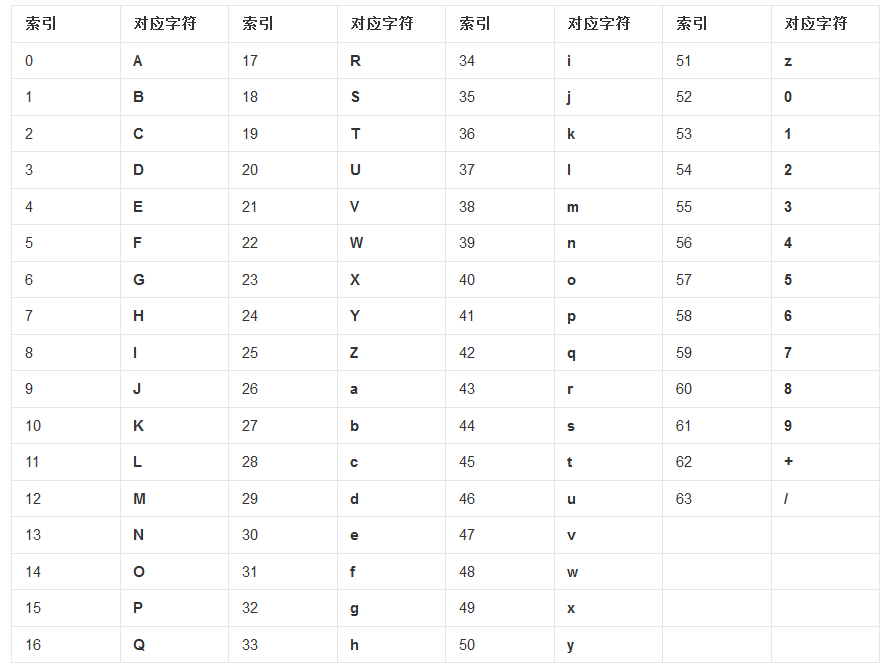 索引 对应字符 索引 对应字符 索引 对应字符 索引 对应字符
0 A 17 R 34 i 51 z
1 B 18 S 35 j 52 0
2 C 19 T 36 k 53 1
3 D 20 U 37 l 54 2
4 E 21 V 38 m 55 3
5 F 22 W 39 n 56 4
6 G 23 X 40 o 57 5
7 H 24 Y 41 p 58 6
8 I 25 Z 42 q 59 7
9 J 26 a 43 r 60 8
10 K 27 b 44 s 61 9
11 L 28 c 45 t 62 +
12 M 29 d 46 u 63 /
13 N 30 e 47 v
14 O 31 f 48 w
15 P 32 g 49 x
16 Q 33 h 50 y